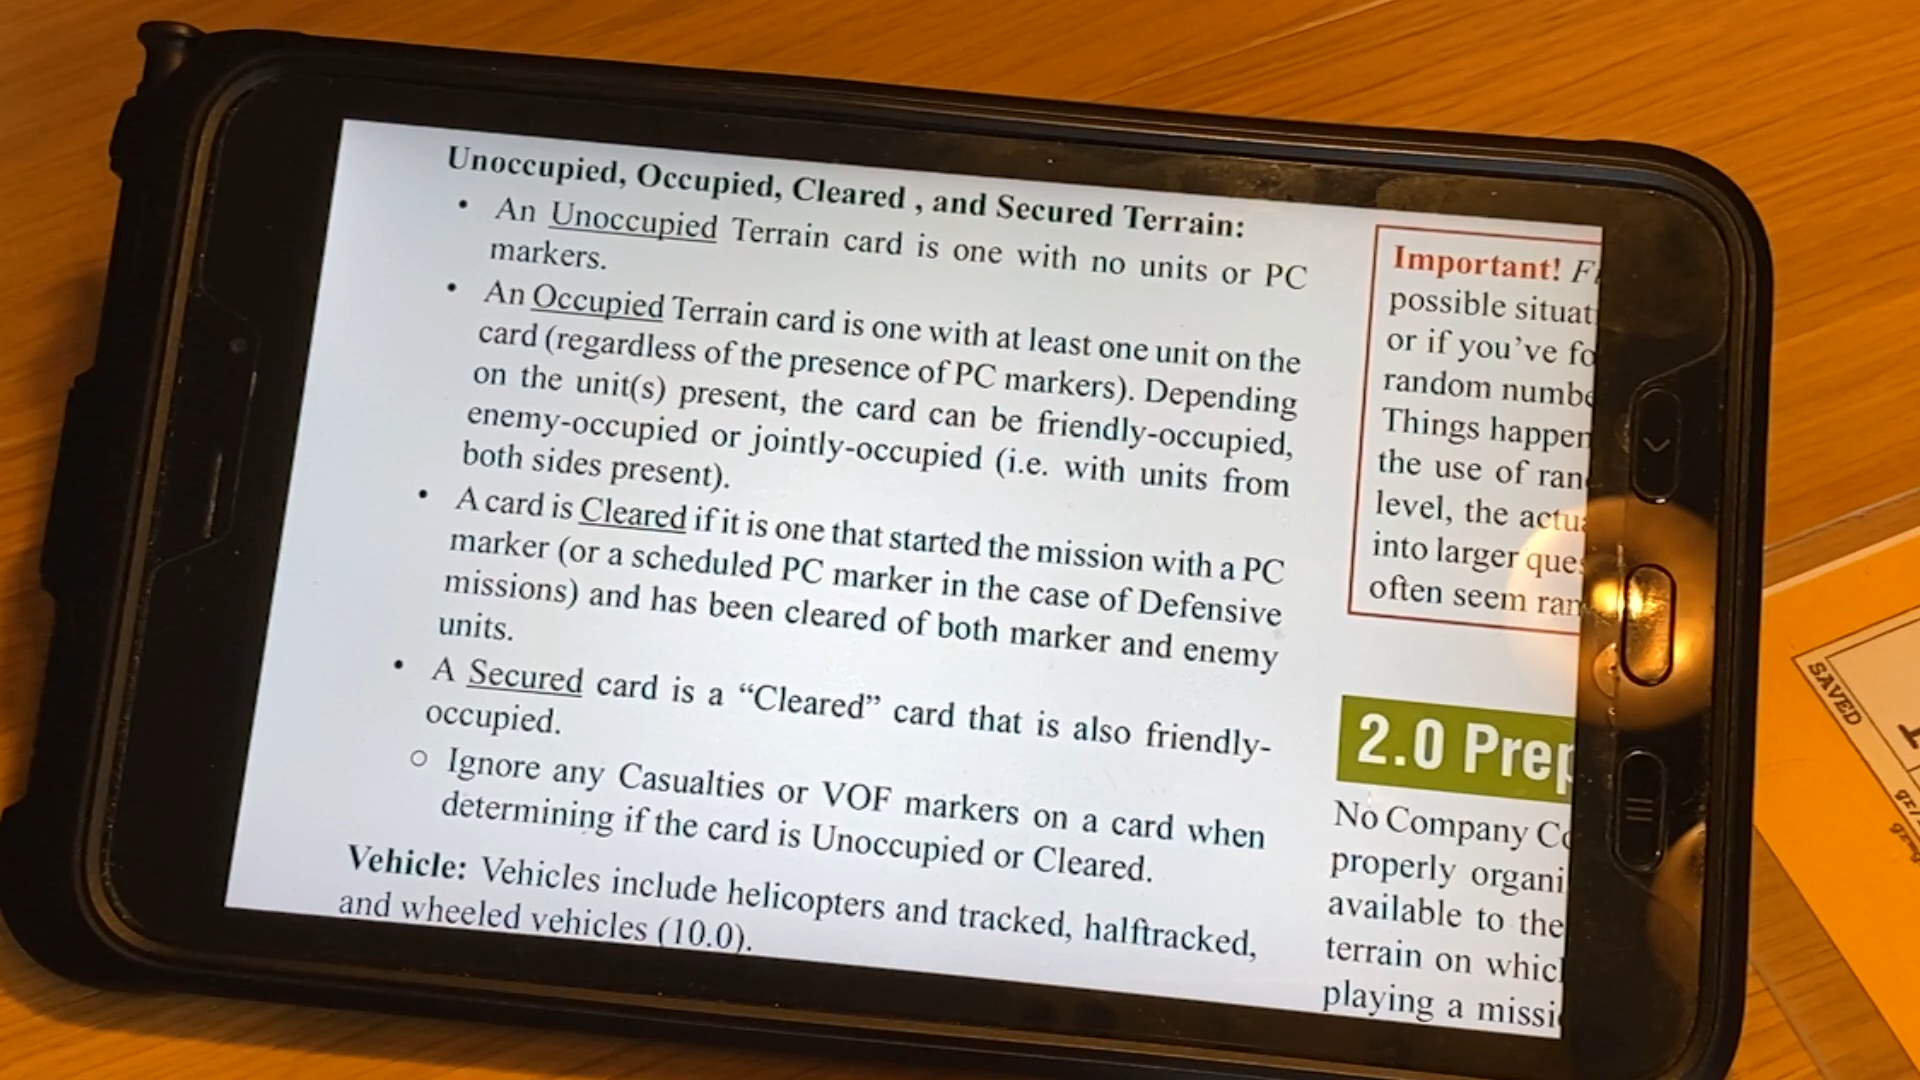 Unoccupied, Occupied, Cleared , and Secured Terrain:
• An Unoccupied Terrain card is one with no units or PC
markers.
• An Occupied Terrain card is one with at least one unit on the
card (regardless of the presence of PC markers). Depending
on the unit(s) present, the card can be friendly-occupied,
enemy-occupied or jointly-occupied (i.e. with units from
both sides present).
• A card is Cleared if it is one that started the mission with a PC
marker (or a scheduled PC marker in the case of Defensive
missions) and has been cleared of both marker and enemy
units.
• A Secured card is a “Cleared” card that is also friendly-
occupied.
○ Ignore any Casualties or VOF markers on a card when
determining if the card is Unoccupied or Cleared.
Vehicle: Vehicles include helicopters and tracked, halftracked,
and wheeled vehicles (10.0).
Important!
possible
or if you’ve
random
Things
the use of
level, the
into larger
often seem
2.0
No Company
properly
available to the
terrain on
playing a
SAVED